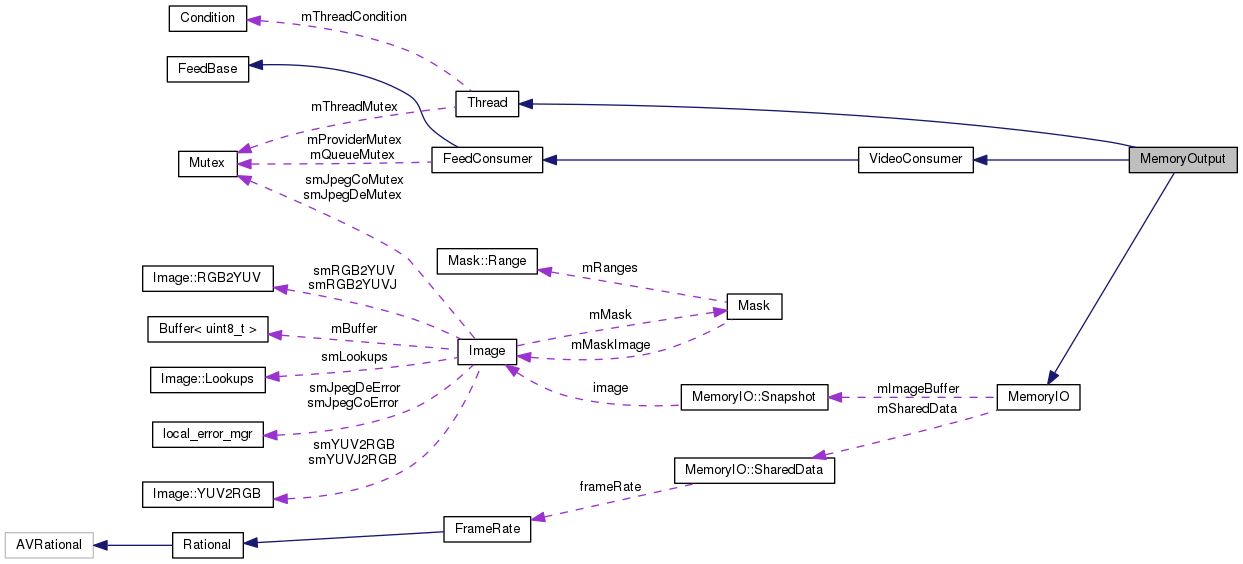 Condition
mThreadCondition
FeedBase
Thread
mThreadMutex
mProviderMutex
mQueueMutex
Mutex
FeedConsumer
VideoConsumer
MemoryOutput
smJpegCoMutex
smJpegDeMutex
Mask::Range
mRanges
Image::RGB2YUV
smRGB2YUV
smRGB2YUVJ
Mask
mMask
Buffer< uint8_t >
mBuffer
mMaskImage
Image
smLookups
Image::Lookups
smJpegDeError
smJpegCoError
image
MemoryIO::Snapshot
mImageBuffer
MemoryIO
mSharedData
local_error_mgr
smYUV2RGB
smYUVJ2RGB
MemoryIO::SharedData
Image::YUV2RGB
frameRate
FrameRate
AVRational
Rational